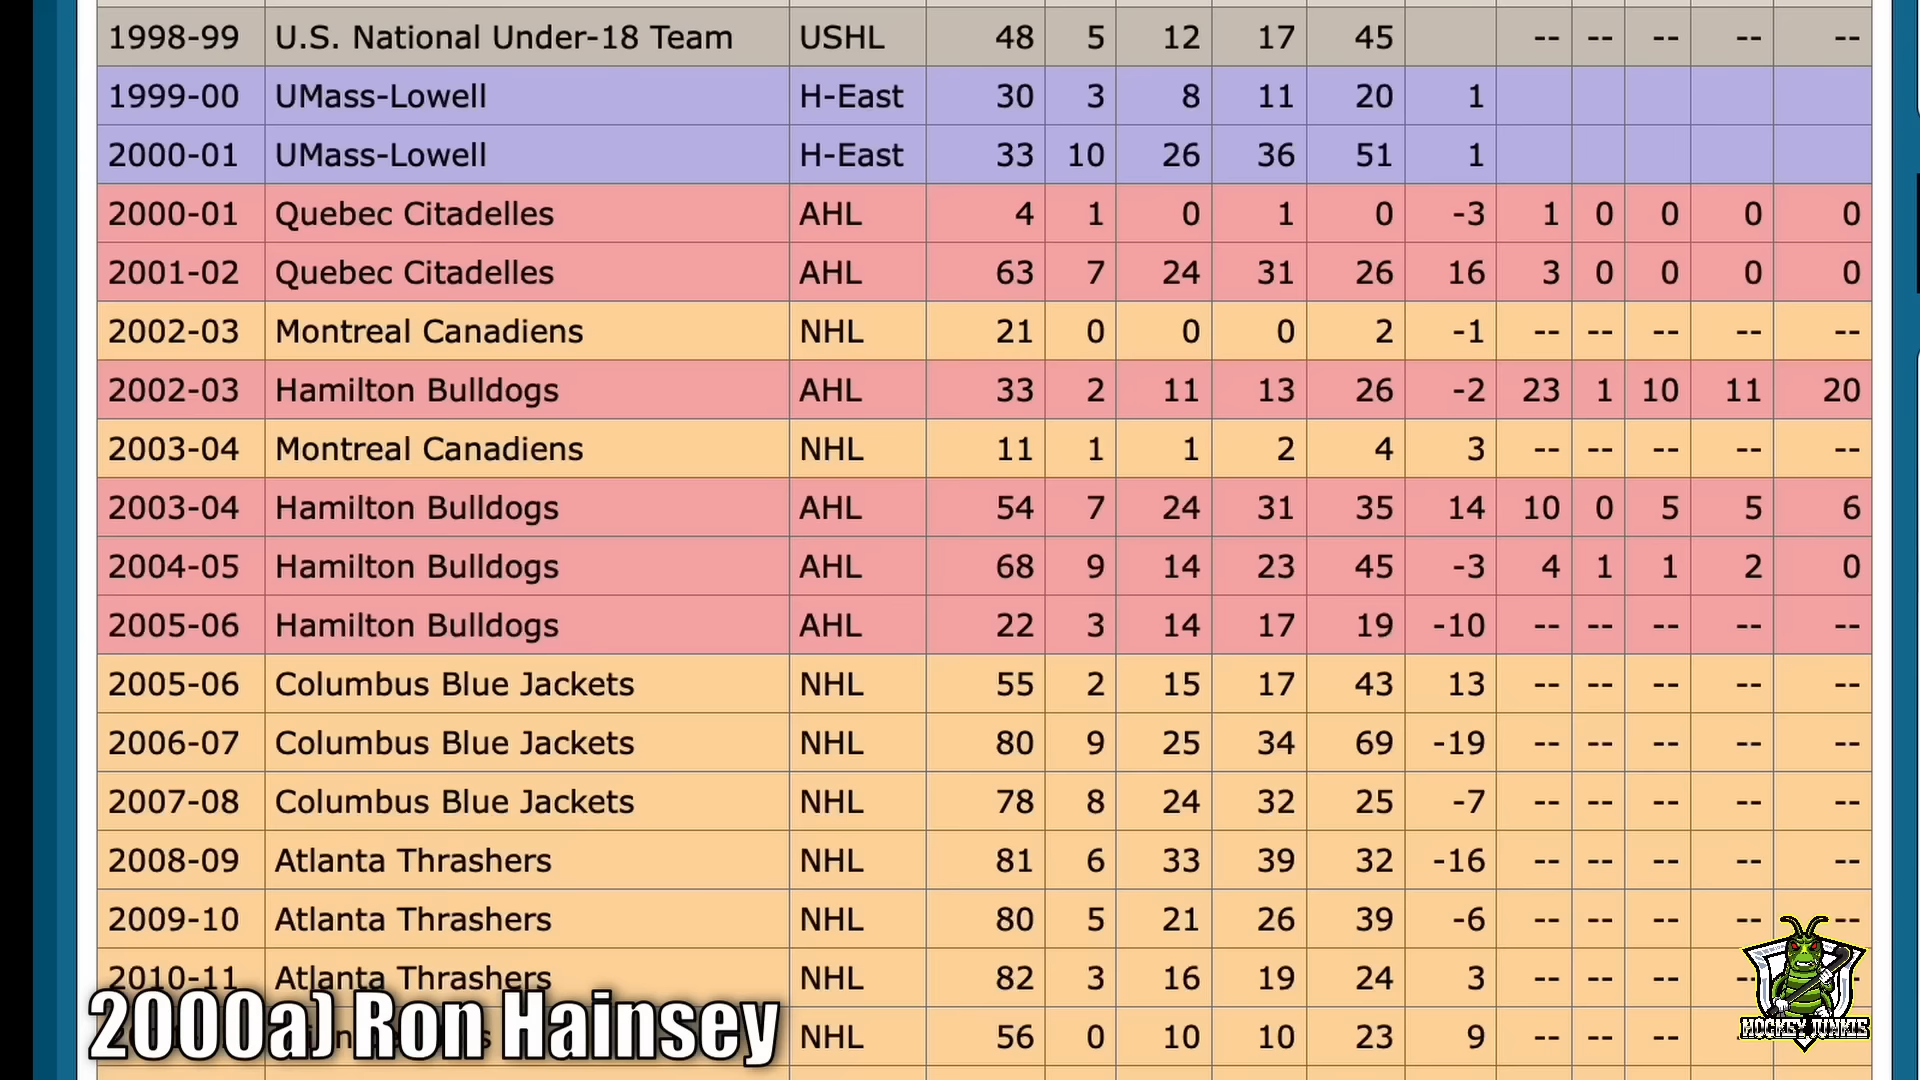 1998-99 U.S. National Under-18 Team USHL 48 5 12 17 45 -- -- -- -- --
1999-00 UMass-Lowell H-East 30 3 8 11 20 1
2000-01 UMass-Lowell H-East 33 10 26 36 51 1
2000-01 Quebec Citadelles AHL 4 1 0 1 0 -3 1 0 0 0 0
2001-02 Quebec Citadelles AHL 63 7 24 31 26 16 3 0 0 0 0
2002-03 Montreal Canadiens NHL 21 0 0 0 2 -1 -- -- -- -- --
2002-03 Hamilton Bulldogs AHL 33 2 11 13 26 -2 23 1 10 11 20
2003-04 Montreal Canadiens NHL 11 1 1 2 4 3 -- -- -- -- --
2003-04 Hamilton Bulldogs AHL 54 7 24 31 35 14 10 0 5 5 6
2004-05 Hamilton Bulldogs AHL 68 9 14 23 45 -3 4 1 1 2 0
2005-06 Hamilton Bulldogs AHL 22 3 14 17 19 -10 -- -- -- -- --
2005-06 Columbus Blue Jackets NHL 55 2 15 17 43 13 -- -- -- -- --
2006-07 Columbus Blue Jackets NHL 80 9 25 34 69 -19 -- -- -- -- --
2007-08 Columbus Blue Jackets NHL 78 8 24 32 25 -7 -- -- -- -- --
2008-09 Atlanta Thrashers NHL 81 6 33 39 32 -16 -- -- -- -- --
2009-10 Atlanta Thrashers NHL 80 5 21 26 39 -6 -- -- -- -- --
2010-11 Atlanta Thrashers NHL 82 3 16 19 24 3 -- -- --
NHL 56 0 10 10 23 9 -- -- --
2000a) Ron Hainsey
HOCKEY JUNKIE